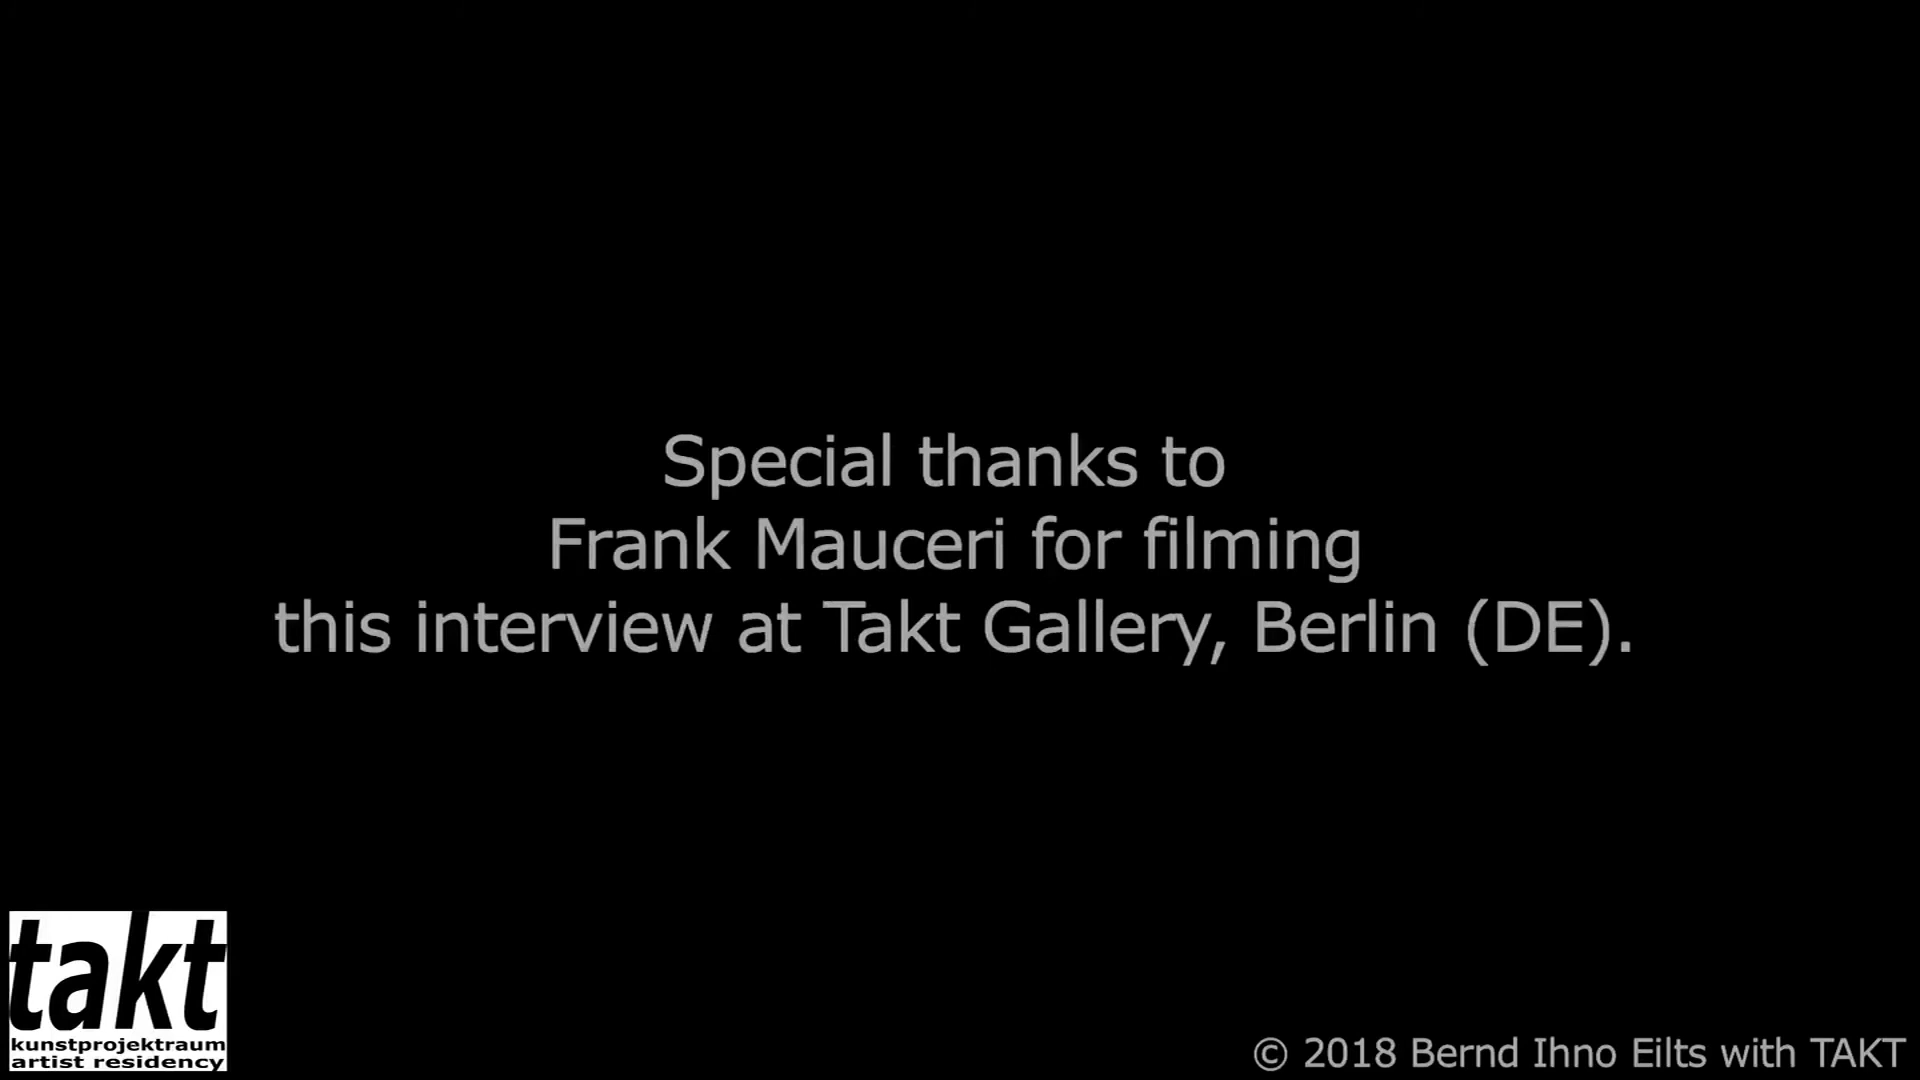 Special thanks to
Frank Mauceri for filming
this interview at Takt Gallery, Berlin (DE).
takt
kunstprojektraum
artist residency
© 2018 Bernd Ihno Eilts with TAKT